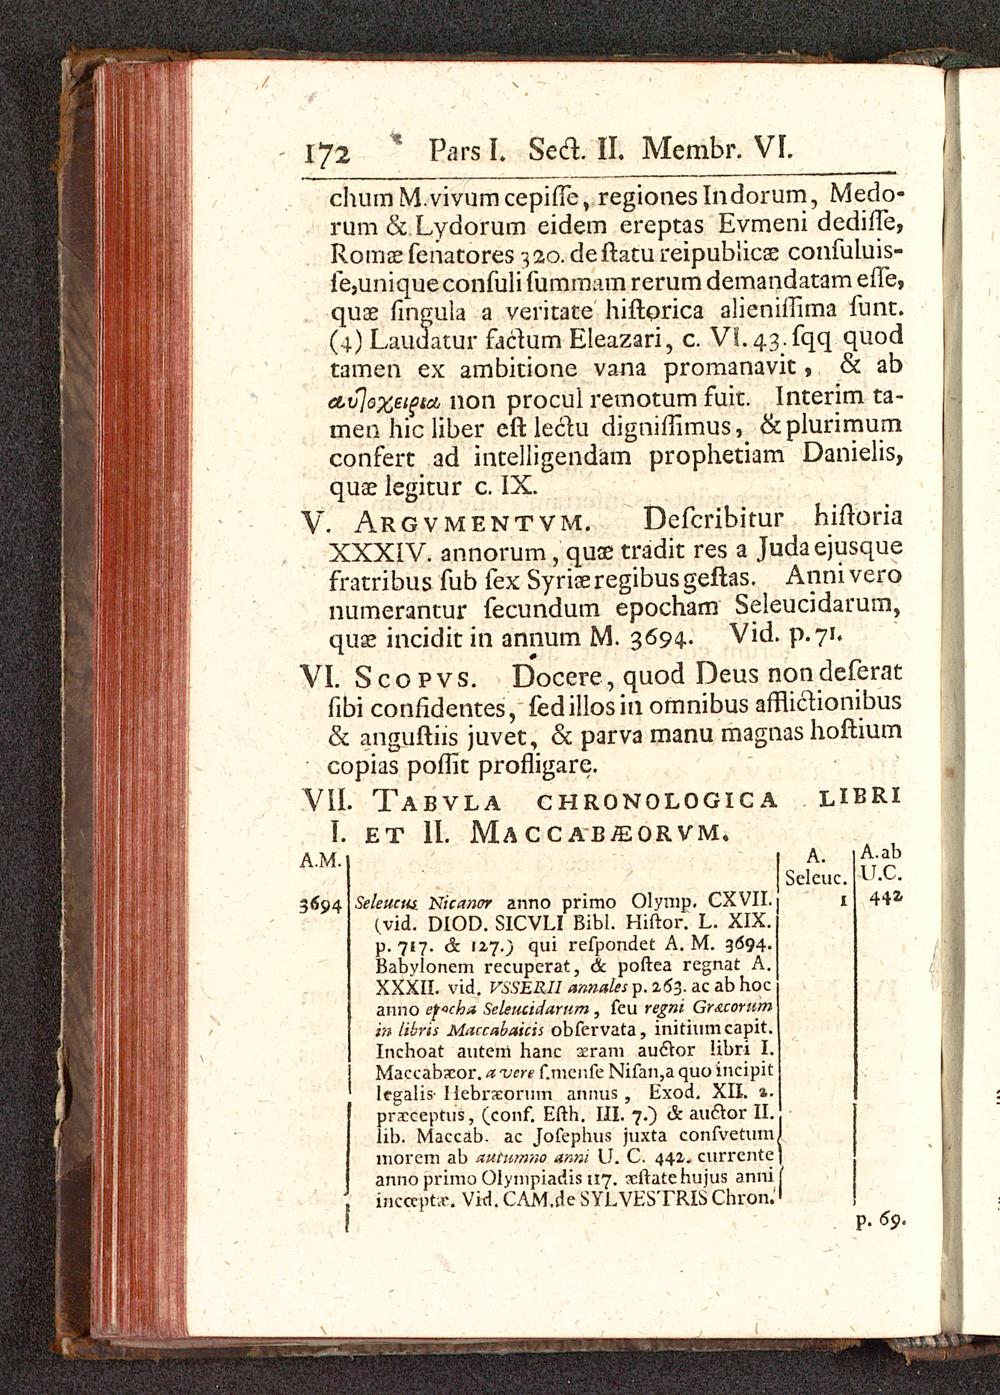 172 Pars I. Sect. II. Membr. VI.
chum M. vivum cepiſſe, regiones Indorum, Medo-
rum & Lydorum eidem ereptas Evmeni dediſſe,
Romæ ſenatores 320. de ſtatu reipublicæ conſuluis-
ſe, unique conſuli ſummam rerum demandatam eſſe,
quæ ſingula a veritate hiſtorica alieniſſima ſunt.
(4) Laudatur factum Eleazari, c. VI. 43. ſqq quod
tamen ex ambitione vana promanavit, & ab
αυτοχειρια non procul remotum fuit. Interim ta-
men hic liber eſt lectu digniſſimus, & plurimum
confert ad intelligendam prophetiam Danielis,
quæ legitur c. IX.
V. ARGVMENTVM. Deſcribitur hiſtoria
XXXIV. annorum, quæ tradit res a Juda ejusque
fratribus ſub ſex Syriæ regibus geſtas. Anni vero
numerantur ſecundum epocham Seleucidarum,
quæ incidit in annum M. 3694. Vid. p. 71.
VI. SCOPVS. Docere, quod Deus non deſerat
ſibi confidentes, ſed illos in omnibus afflictionibus
& anguſtiis juvet, & parva manu magnas hoſtium
copias poſſit profligare.
VII. TABVLA CHRONOLOGICA LIBRI
I. ET II. MACCABÆORVM.
A.M. A. Seleuc. A. ab U.C.
3694 Seleucus Nicanor anno primo Olymp. CXVII. 1 442
(vid. DIOD. SICVLI Bibl. Hiſtor. L. XIX.
p. 717. & 127.) qui reſpondet A. M. 3694.
Babylonem recuperat, & poſtea regnat A.
XXXII. vid. VSSERII annales p. 263. ac ab hoc
anno epocha Seleucidarum, ſeu regni Græcorum
in libris Maccabaicis obſervata, initium capit.
Inchoat autem hanc æram auctor libri I.
Maccabæor. a vere ſ. menſe Niſan, a quo incipit
legalis Hebræorum annus, Exod. XII. 2.
præceptus, (conf. Eſth. III. 7.) & auctor II.
lib. Maccab. ac Joſephus juxta conſvetum
morem ab autumno anni U. C. 442. currente
anno primo Olympiadis 117. æſtate hujus anni
incœptæ. Vid. CAM. de SYLVESTRIS Chron.
p. 69.